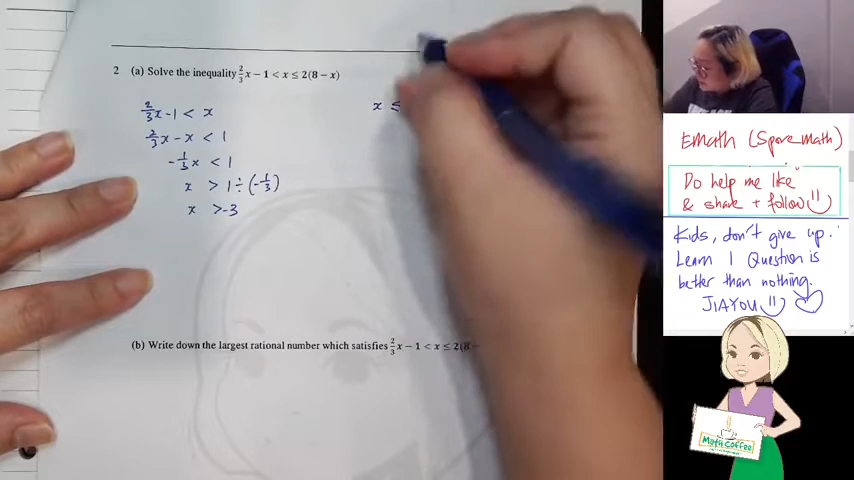 2 (a) Solve the inequality 2/3 x − 1 < x ≤ 2(8 − x)
2/3 x - 1 < x
2/3 x - x < 1
- 1/3 x < 1
x > 1 ÷ (- 1/3)
x > -3
x ≤
(b) Write down the largest rational number which satisfies 2/3 x − 1 < x ≤ 2(8 −
Emath (Spore math)
Do help me like
& share + follow
Kids, don't give up.
Learn 1 Question is
better than nothing.
JIAYOU
Math Coffee